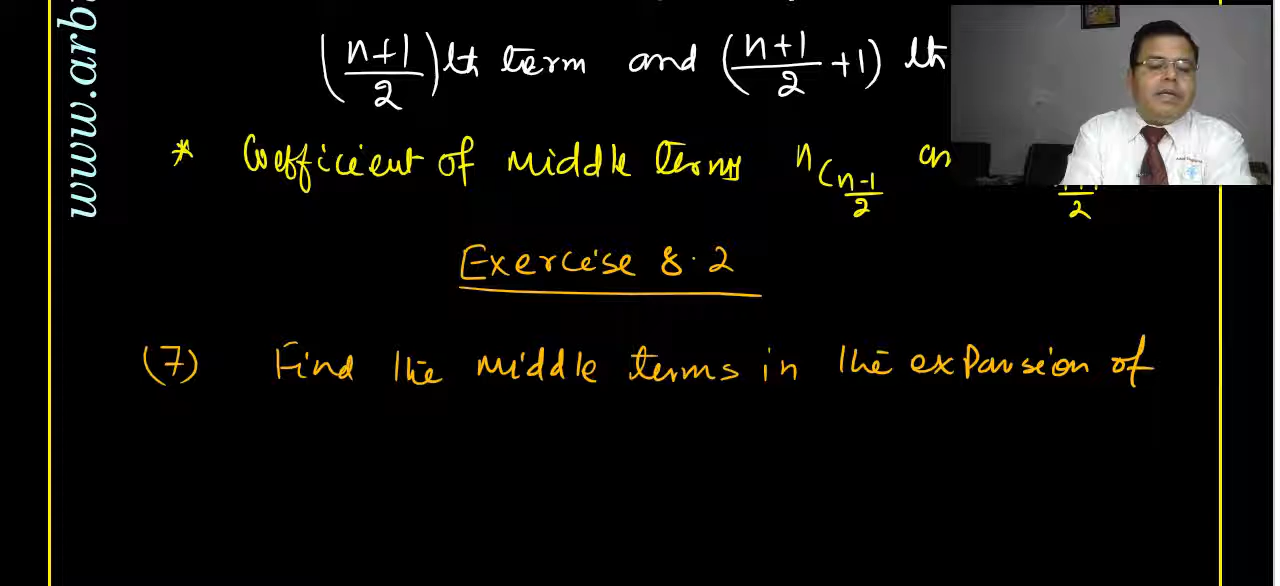 www.arb
(n+1/2)th term and (n+1/2 +1) th
* Coefficient of middle terms nC n-1/2 an
2
Exercise 8.2
(7) Find the middle terms in the expansion of